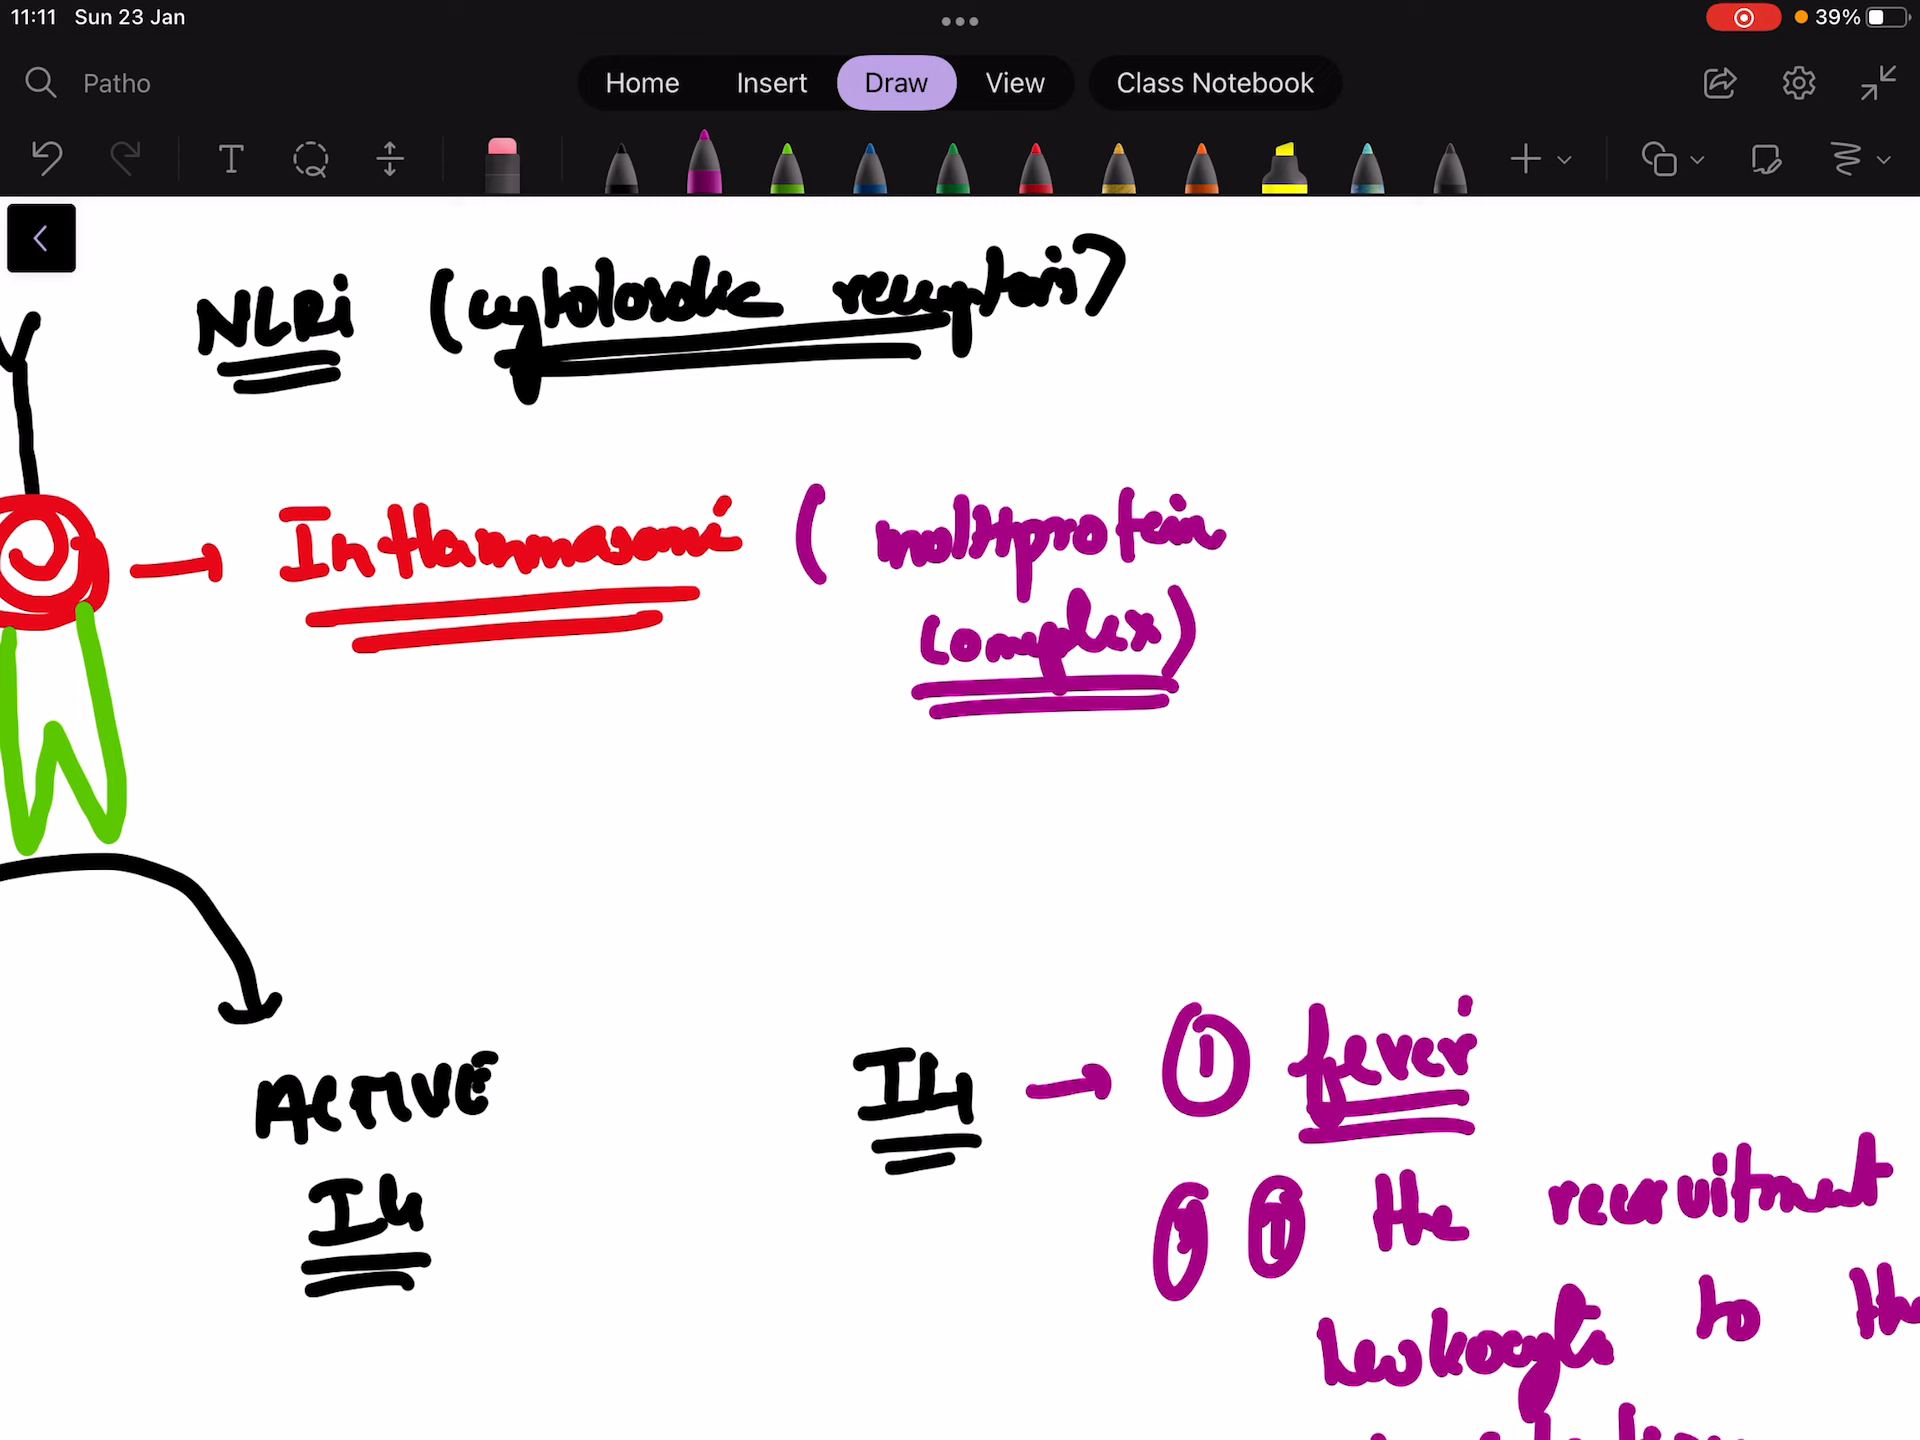 11:11 Sun 23 Jan
39%
Patho
Home Insert Draw View Class Notebook
T
NLRi (cytolosolic receptors)
→ Inflammasome (multiprotein
complex)
ACTIVE
IL1
IL1 → ① fever
② ↑ the recruitment
leukocyts to the